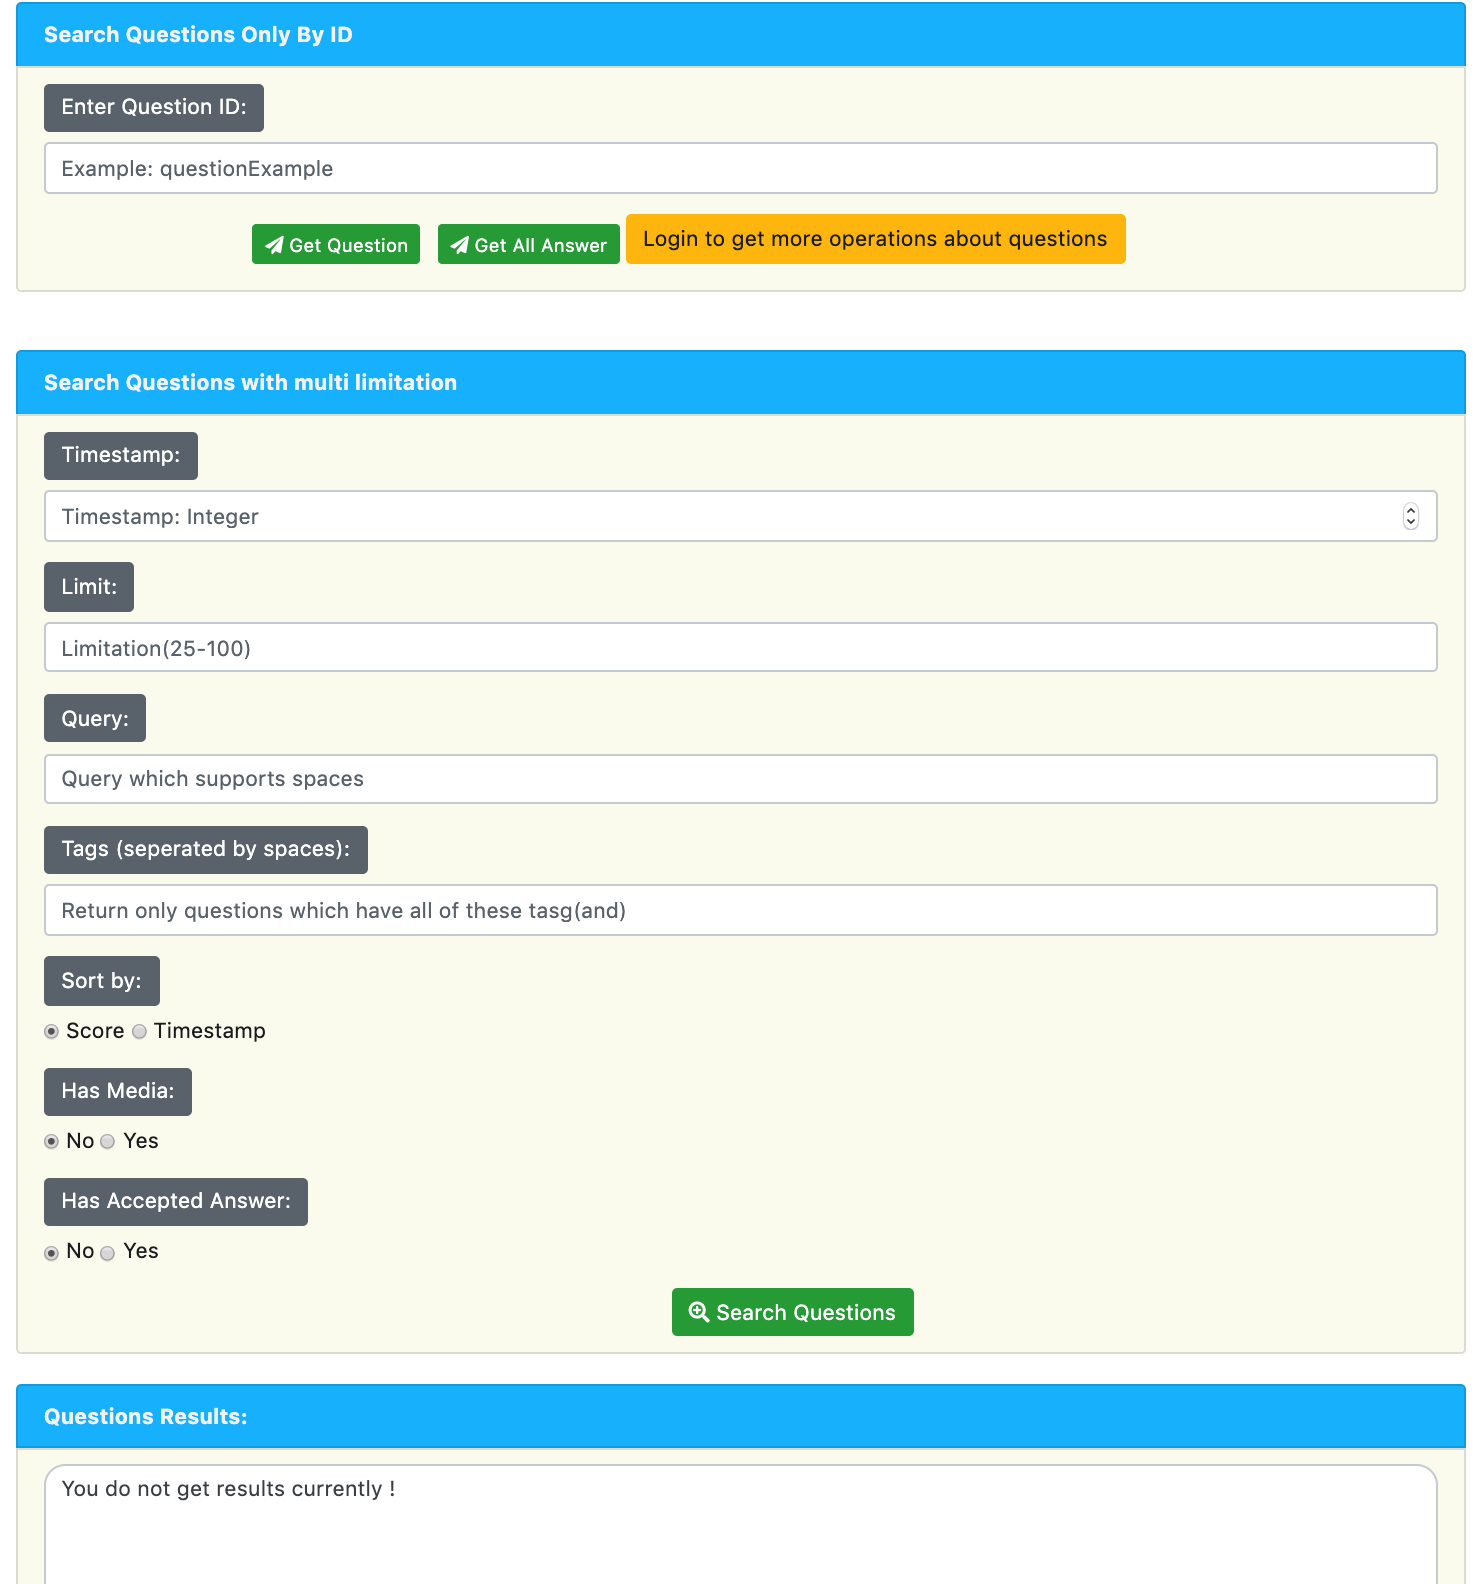 Search Questions Only By ID
Enter Question ID:
Example: questionExample
Get Question Get All Answer Login to get more operations about questions
Search Questions with multi limitation
Timestamp:
Timestamp: Integer
Limit:
Limitation(25-100)
Query:
Query which supports spaces
Tags (seperated by spaces):
Return only questions which have all of these tasg(and)
Sort by:
Score Timestamp
Has Media:
No Yes
Has Accepted Answer:
No Yes
Search Questions
Questions Results:
You do not get results currently !